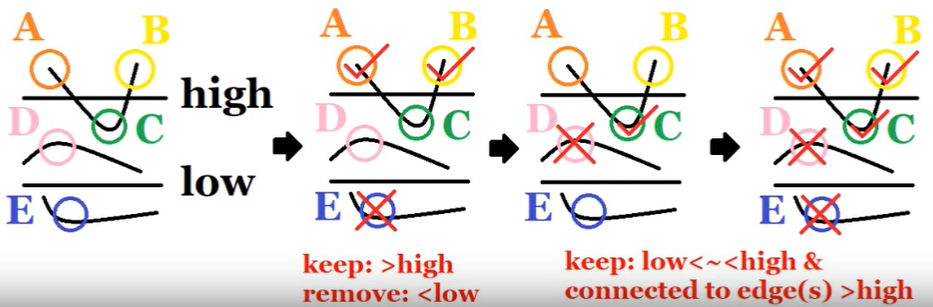 A B
high
D C
low
E
A B
D C
E
keep: >high
remove: <low
A B
D C
E
A B
D C
E
keep: low<~<high &
connected to edge(s) >high